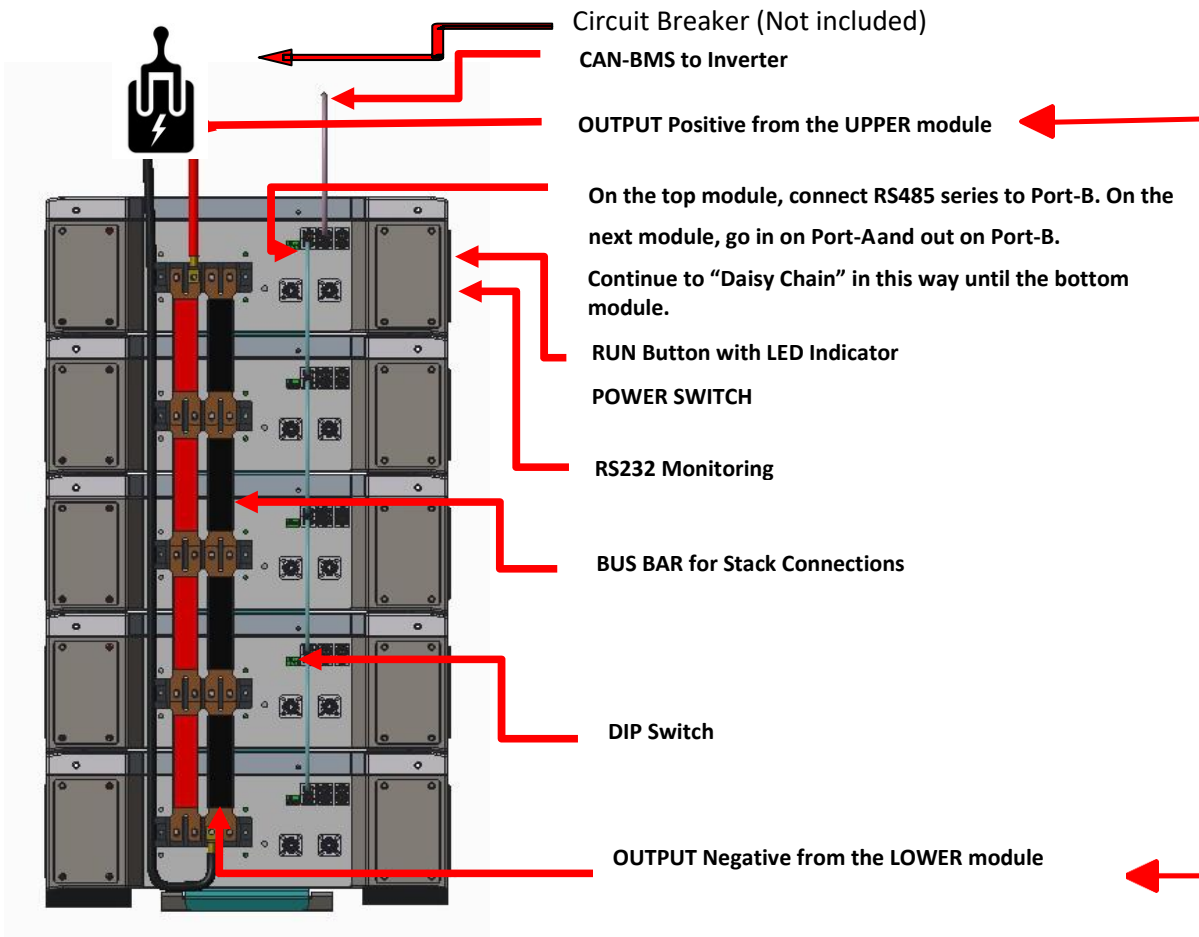 Circuit Breaker (Not included)
CAN-BMS to Inverter
OUTPUT Positive from the UPPER module
On the top module, connect RS485 series to Port-B. On the
next module, go in on Port-Aand out on Port-B.
Continue to “Daisy Chain” in this way until the bottom
module.
RUN Button with LED Indicator
POWER SWITCH
RS232 Monitoring
BUS BAR for Stack Connections
DIP Switch
OUTPUT Negative from the LOWER module